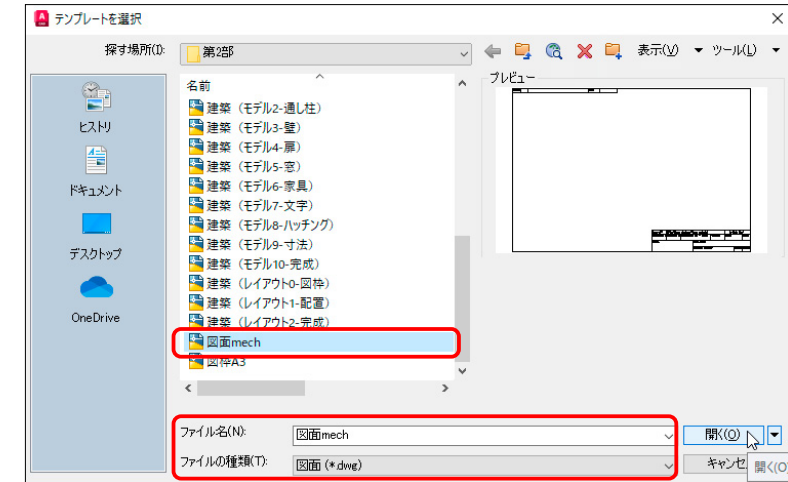 テンプレートを選択
探す場所(I):
第2部
表示(V)
ツール(L)
ヒストリ
ドキュメント
デスクトップ
OneDrive
名前
建築（モデル2-通し柱）
建築（モデル3-壁）
建築（モデル4-扉）
建築（モデル5-窓）
建築（モデル6-家具）
建築（モデル7-文字）
建築（モデル8-ハッチング）
建築（モデル9-寸法）
建築（モデル10-完成）
建築（レイアウト0-図枠）
建築（レイアウト1-配置）
建築（レイアウト2-完成）
図面mech
図枠A3
プレビュー
ファイル名(N):
図面mech
開く(O)
ファイルの種類(T):
図面 (*.dwg)
キャンセ
開く(O)